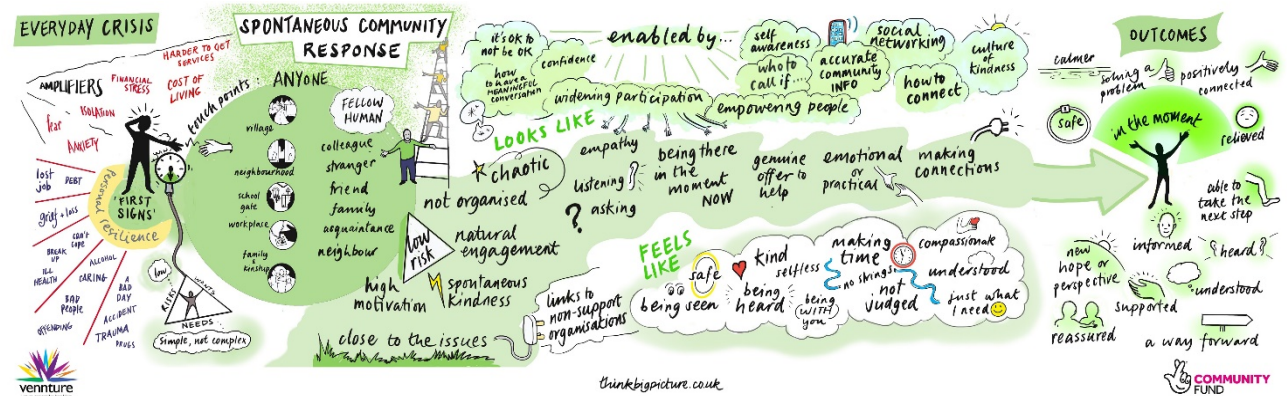 EVERYDAY CRISIS
AMPLIFIERS
FINANCIAL
STRESS
HARDER TO GET
SERVICES
COST OF
LIVING
fear
ISOLATION
ANXIETY
lost
job
DEBT
grief + loss
can't
cope
BREAK
UP
ILL
HEALTH
ALCOHOL
CARING
BAD
PEOPLE
A
BAD
DAY
OFFENDING
ACCIDENT
TRAUMA
DRUGS
Personal resilience
'FIRST
SIGNS'
low
RISKS
WANTS
NEEDS
Simple, not complex
SPONTANEOUS COMMUNITY
RESPONSE
touch points:
ANYONE
village
neighbourhood
school
gate
workplace
family
& kinship
FELLOW
HUMAN
colleague
stranger
friend
family
acquaintance
neighbour
low
risk
high
motivation
close to the issues
not organised
chaotic
natural
engagement
spontaneous
kindness
links to
non-support
organisations
enabled by...
it's OK to
not be OK
confidence
how
to have a
MEANINGFUL
conversation
widening participation
empowering people
self
awareness
who to
call if ...
accurate
community
INFO
social
networking
how to
connect
culture
of
kindness
LOOKS LIKE
empathy
listening
asking
being there
in the
moment
NOW
genuine
offer to
help
emotional
or
practical
making
connections
FEELS
LIKE
safe
being seen
kind
selfless
being
heard
being
WITH
you
making
time
no strings
not
judged
compassionate
understood
just what
I need
OUTCOMES
calmer
solving a
problem
positively
connected
safe
in the moment
relieved
able to
take the
next step
informed
heard
new
hope or
perspective
understood
supported
reassured
a way forward
vennture
thinkbigpicture.co.uk
COMMUNITY
FUND